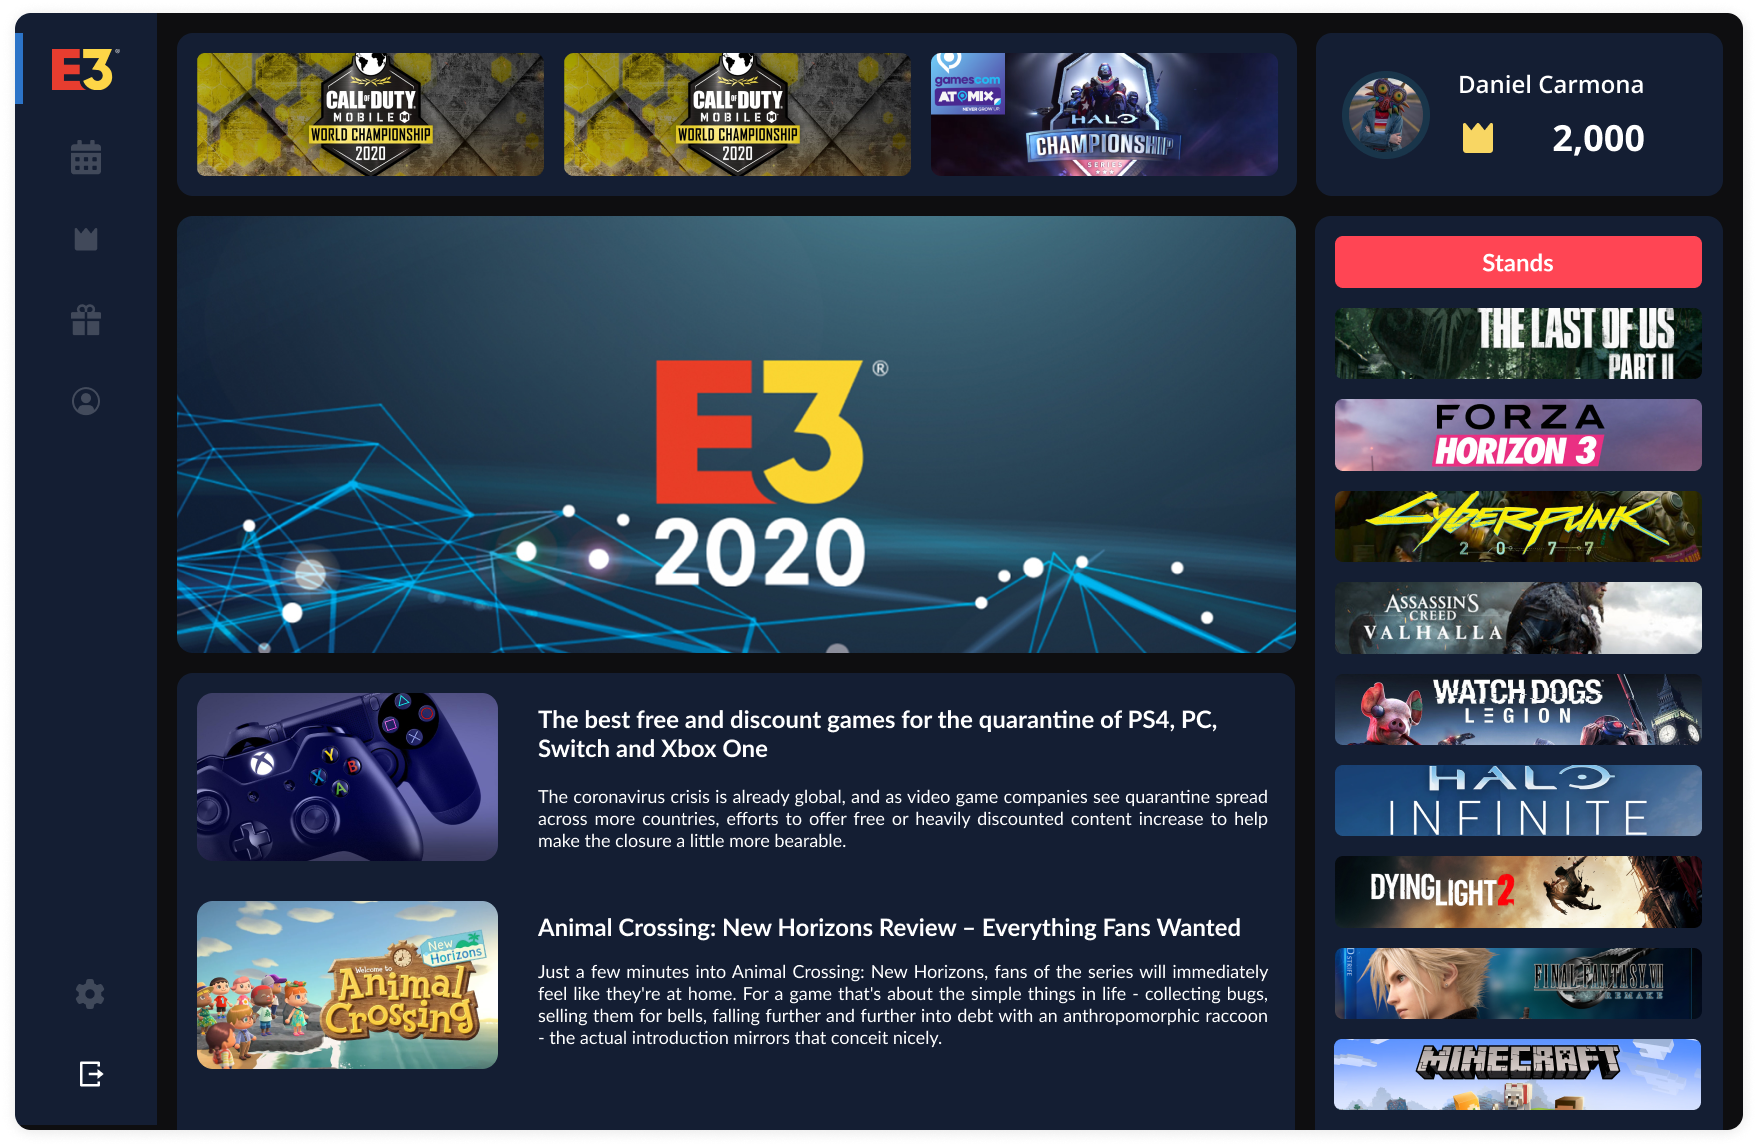 E3®
CALL OF DUTY
MOBILE
WORLD CHAMPIONSHIP
2020
CALL OF DUTY
MOBILE
WORLD CHAMPIONSHIP
2020
gamescom
ATOMIX
NEVER GROW UP
HALO
CHAMPIONSHIP
SERIES
Daniel Carmona
2,000
E3®
2020
Stands
THE LAST OF US
PART II
FORZA
HORIZON 3
CYBERPUNK
2077
ASSASSIN'S
CREED
VALHALLA
WATCH DOGS
LEGION
HALO
INFINITE
DYING LIGHT 2
D STRIFE
FINAL FANTASY VII
REMAKE
MINECRAFT
Y
X B
A
The best free and discount games for the quarantine of PS4, PC,
Switch and Xbox One
The coronavirus crisis is already global, and as video game companies see quarantine spread
across more countries, efforts to offer free or heavily discounted content increase to help
make the closure a little more bearable.
New
Horizons
Welcome to
Animal
Crossing
Animal Crossing: New Horizons Review – Everything Fans Wanted
Just a few minutes into Animal Crossing: New Horizons, fans of the series will immediately
feel like they're at home. For a game that's about the simple things in life - collecting bugs,
selling them for bells, falling further and further into debt with an anthropomorphic raccoon
- the actual introduction mirrors that conceit nicely.